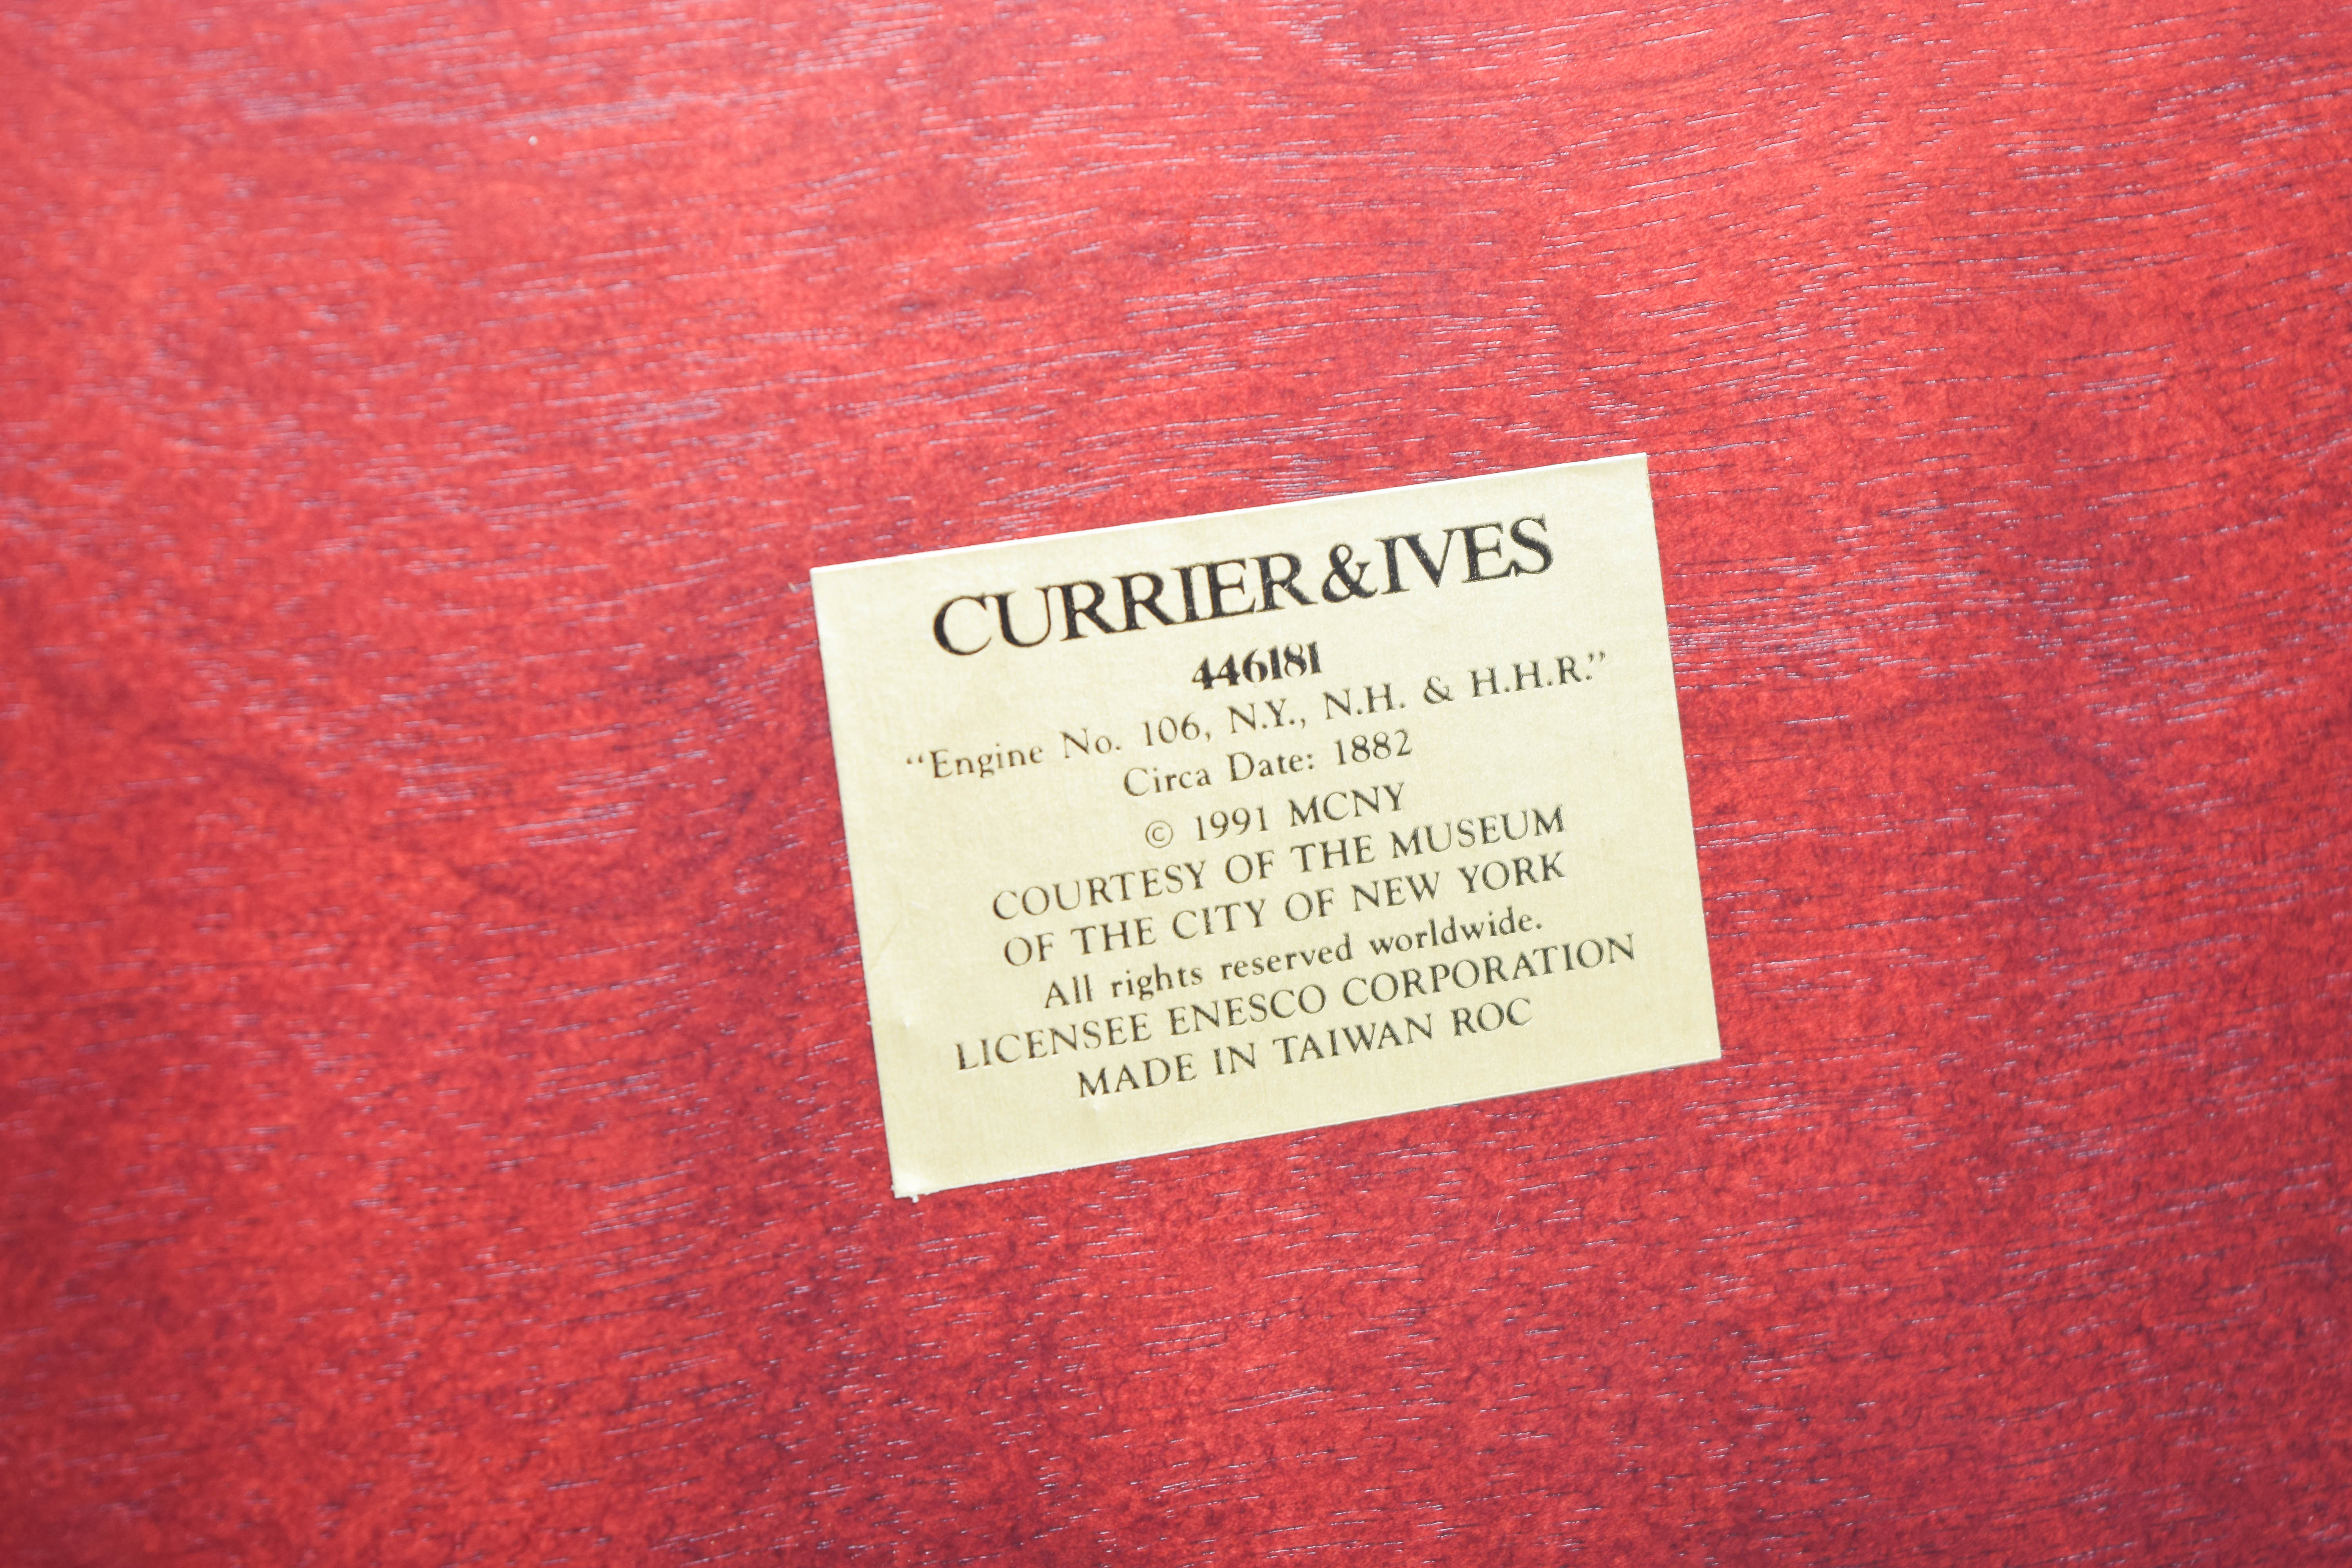 CURRIER & IVES
446181
“Engine No. 106, N.Y., N.H. & H.H.R.”
Circa Date: 1882
© 1991 MCNY
COURTESY OF THE MUSEUM
OF THE CITY OF NEW YORK
All rights reserved worldwide.
LICENSEE ENESCO CORPORATION
MADE IN TAIWAN ROC